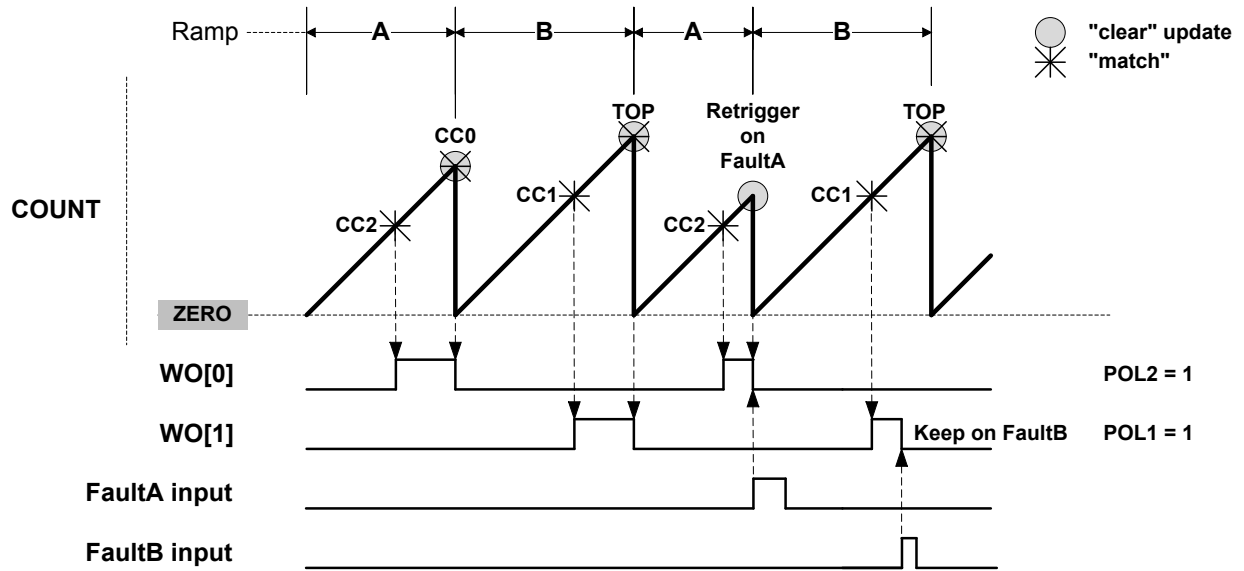 Ramp A B A B
"clear" update
"match"
TOP Retrigger TOP
on
CC0 FaultA
CC1 CC1
COUNT CC2 CC2
ZERO
WO[0] POL2 = 1
WO[1] Keep on FaultB POL1 = 1
FaultA input
FaultB input